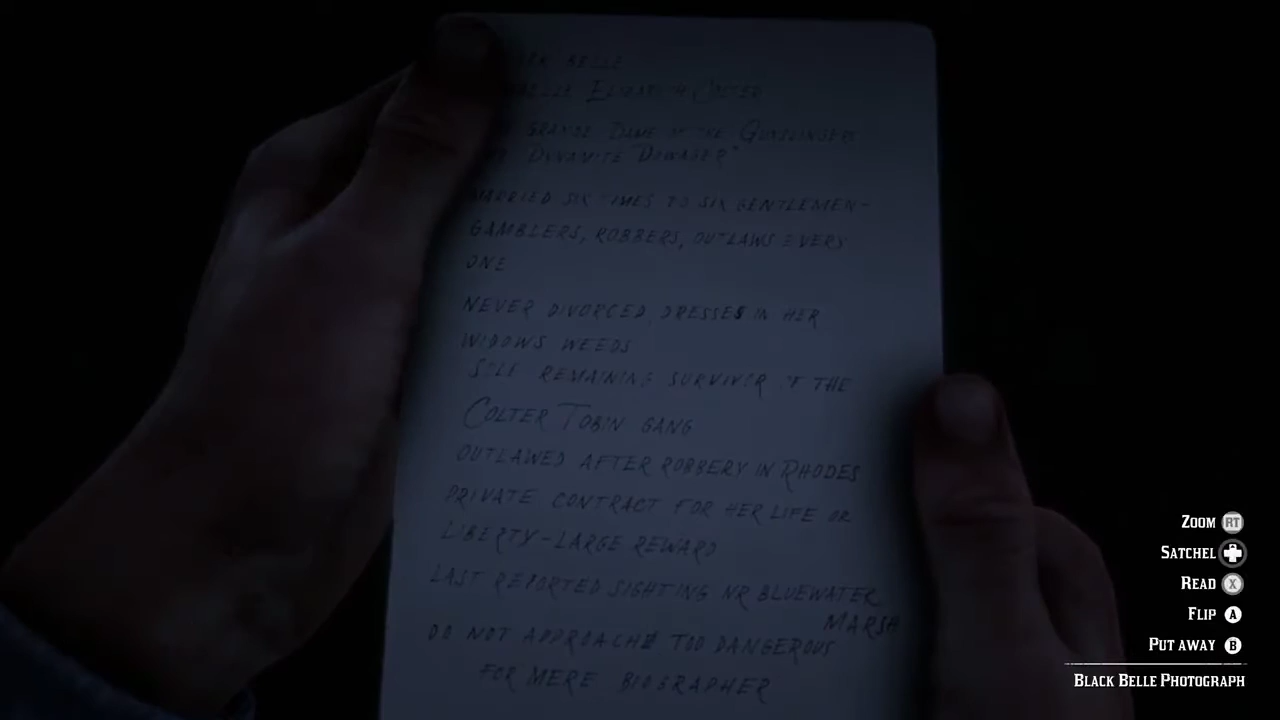 BELLE
ELIZABETH COLTER
GRANDE DAME OF THE GUNSLINGERS
DYNAMITE DOWAGER"
MARRIED SIX TIMES TO SIX GENTLEMEN-
GAMBLERS, ROBBERS, OUTLAWS EVERY
ONE
NEVER DIVORCED DRESSES IN HER
WIDOWS WEEDS
SOLE REMAINING SURVIVOR OF THE
COLTER TOBIN GANG
OUTLAWED AFTER ROBBERY IN RHODES
PRIVATE CONTRACT FOR HER LIFE OR
LIBERTY-LARGE REWARD
LAST REPORTED SIGHTING NR BLUEWATER
MARSH
DO NOT APPROACH TOO DANGEROUS
FOR MERE BIOGRAPHER
ZOOM RT
SATCHEL
READ X
FLIP A
PUT AWAY B
BLACK BELLE PHOTOGRAPH